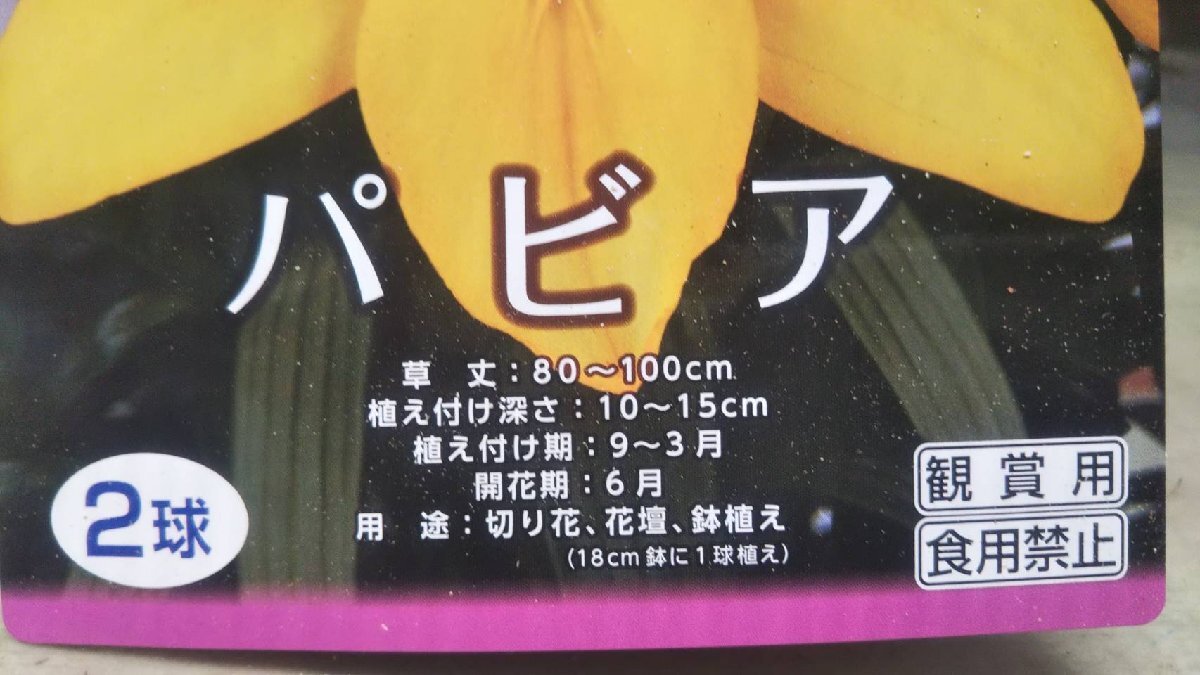 パビア
草　丈：80～100cm
植え付け深さ：10～15cm
植え付け期：9～3月
開花期：6月
用　途：切り花、花壇、鉢植え
（18cm鉢に1球植え）
2球
観賞用
食用禁止